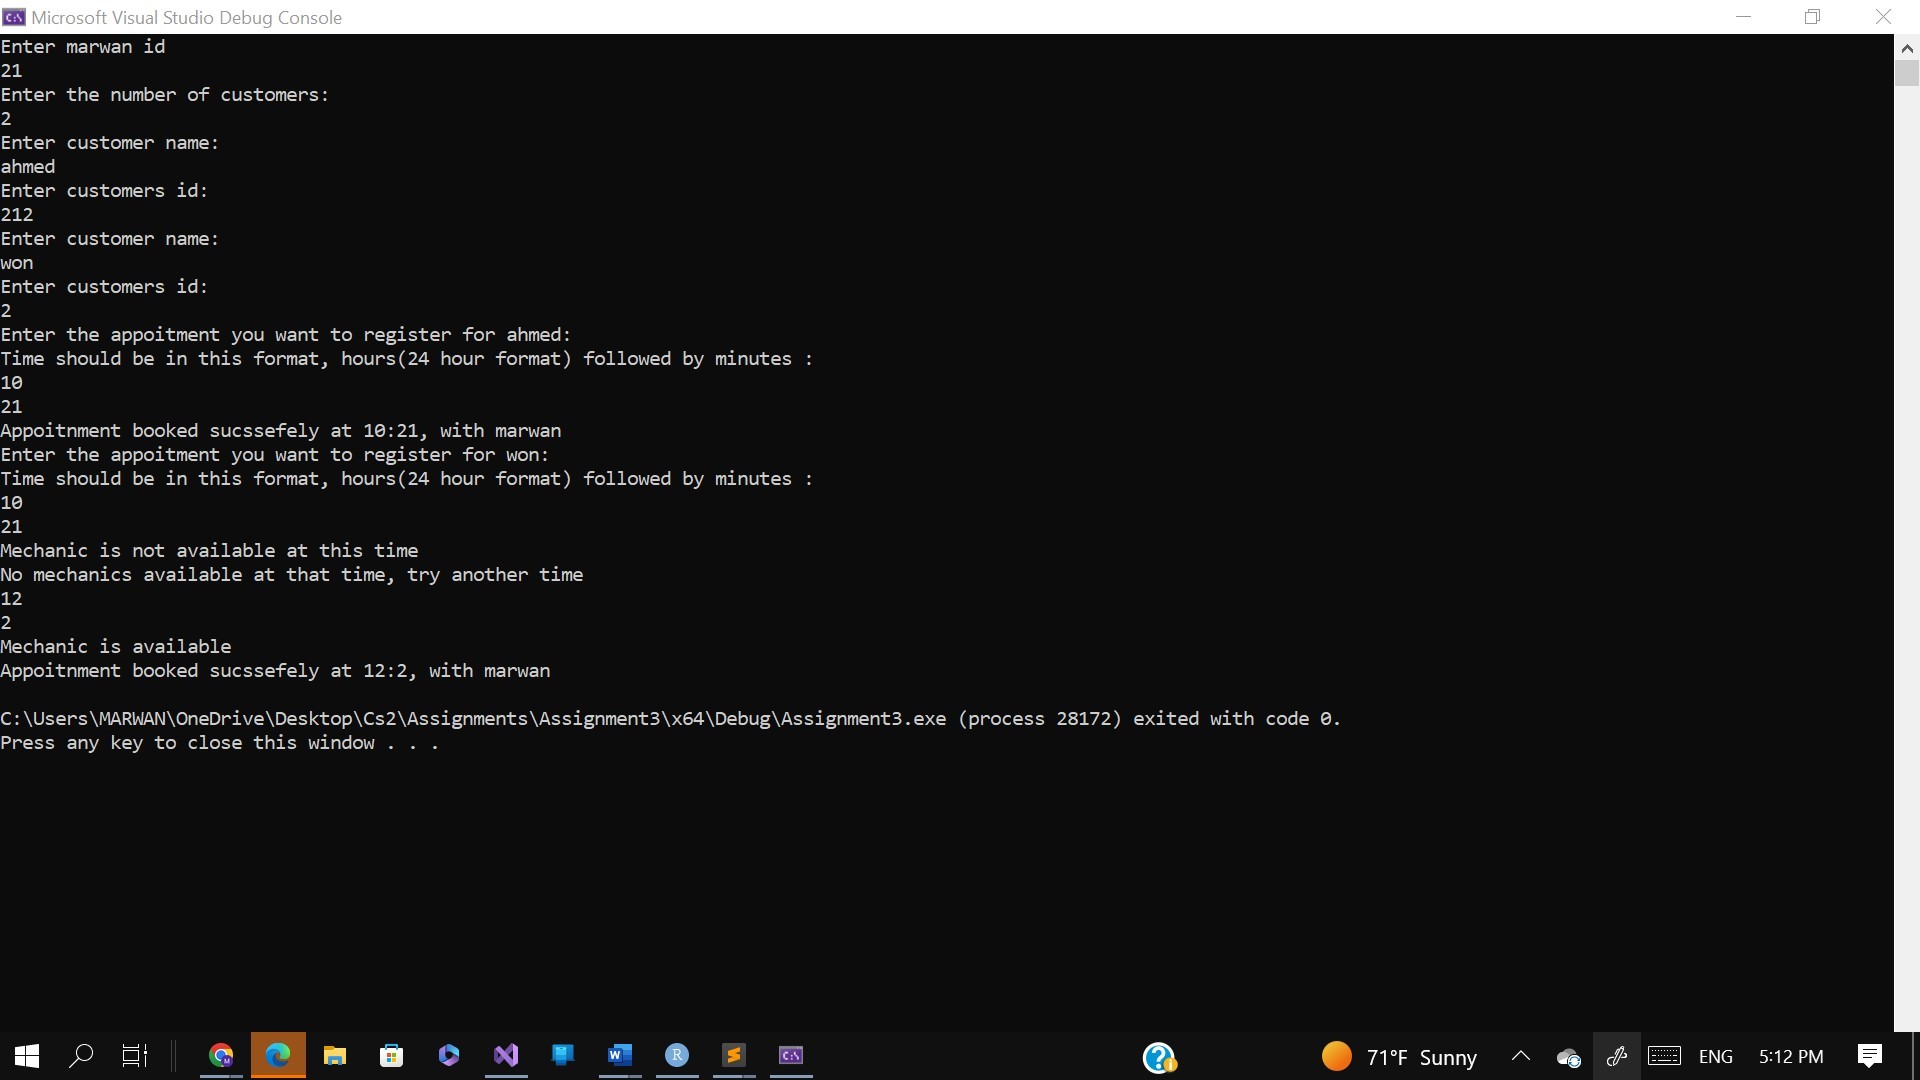 Microsoft Visual Studio Debug Console
Enter marwan id
21
Enter the number of customers:
2
Enter customer name:
ahmed
Enter customers id:
212
Enter customer name:
won
Enter customers id:
2
Enter the appoitment you want to register for ahmed:
Time should be in this format, hours(24 hour format) followed by minutes :
10
21
Appoitnment booked sucssefely at 10:21, with marwan
Enter the appoitment you want to register for won:
Time should be in this format, hours(24 hour format) followed by minutes :
10
21
Mechanic is not available at this time
No mechanics available at that time, try another time
12
2
Mechanic is available
Appoitnment booked sucssefely at 12:2, with marwan
C:\Users\MARWAN\OneDrive\Desktop\Cs2\Assignments\Assignment3\x64\Debug\Assignment3.exe (process 28172) exited with code 0.
Press any key to close this window . . .
71°F Sunny ENG 5:12 PM